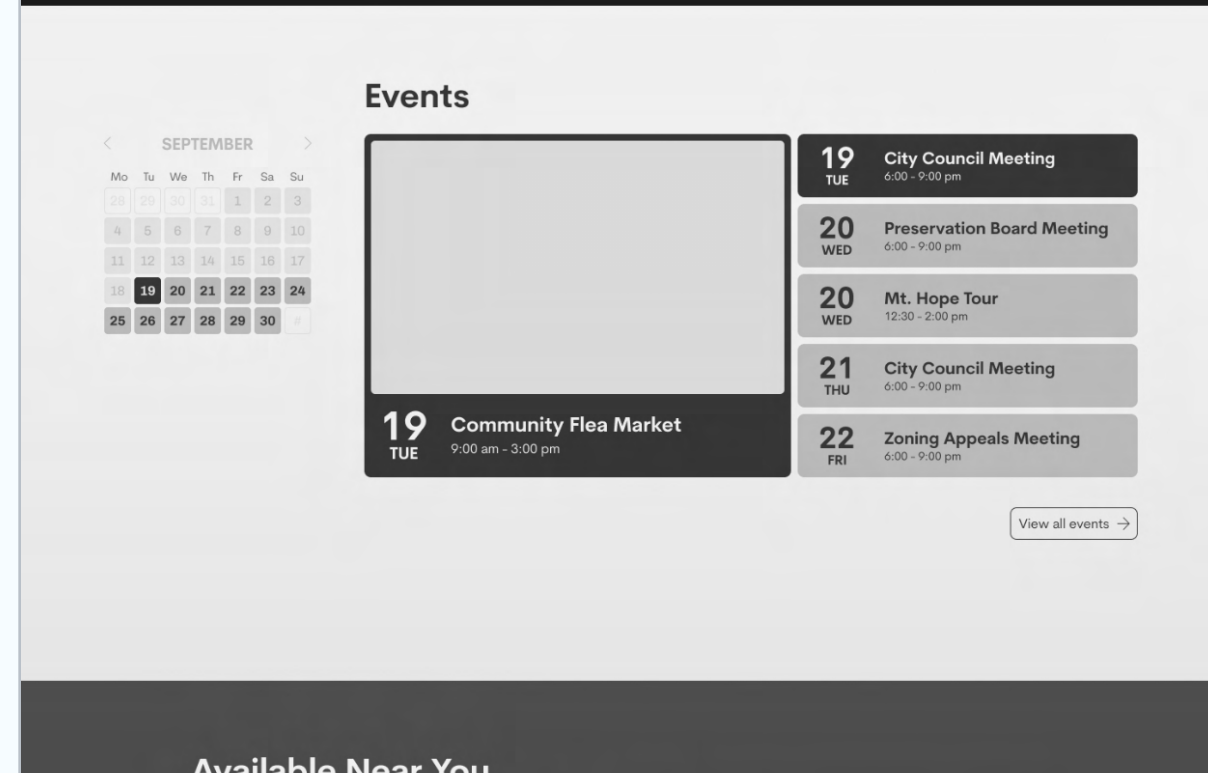 Events
SEPTEMBER
Mo Tu We Th Fr Sa Su
28 29 30 31 1 2 3
4 5 6 7 8 9 10
11 12 13 14 15 16 17
18 19 20 21 22 23 24
25 26 27 28 29 30 #
19 TUE
Community Flea Market
9:00 am - 3:00 pm
19 TUE
City Council Meeting
6:00 - 9:00 pm
20 WED
Preservation Board Meeting
6:00 - 9:00 pm
20 WED
Mt. Hope Tour
12:30 - 2:00 pm
21 THU
City Council Meeting
6:00 - 9:00 pm
22 FRI
Zoning Appeals Meeting
6:00 - 9:00 pm
View all events →
Available Near You